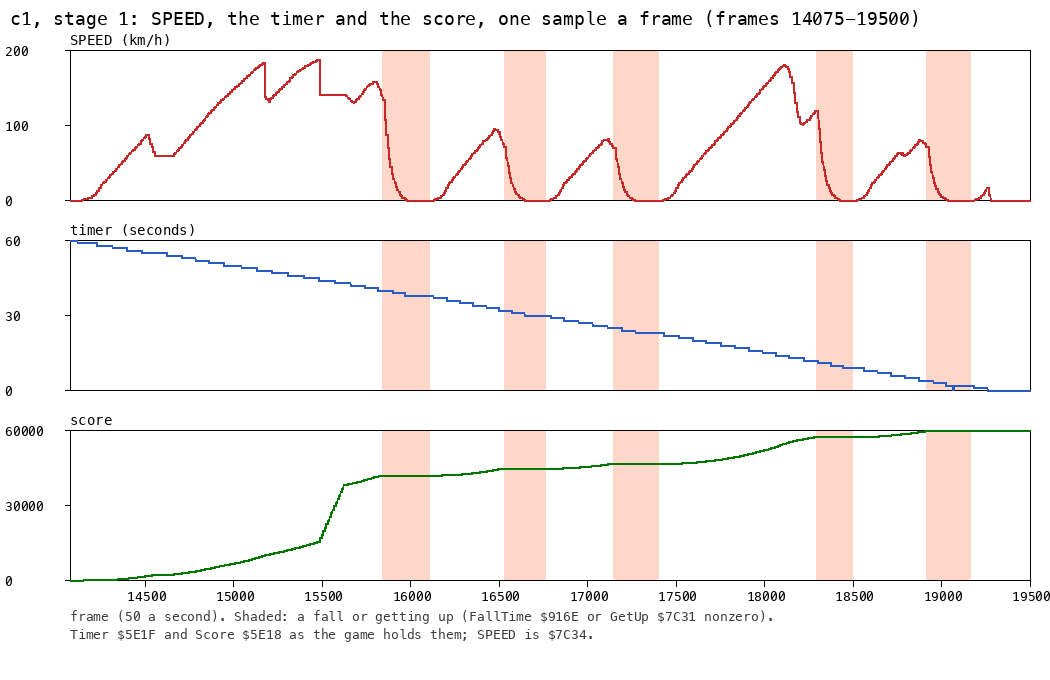 c1, stage 1: SPEED, the timer and the score, one sample a frame (frames 14075–19500)
SPEED (km/h)
200
100
0
timer (seconds)
60
30
0
score
60000
30000
0
14500 15000 15500 16000 16500 17000 17500 18000 18500 19000 19500
frame (50 a second). Shaded: a fall or getting up (FallTime $916E or GetUp $7C31 nonzero).
Timer $5E1F and Score $5E18 as the game holds them; SPEED is $7C34.